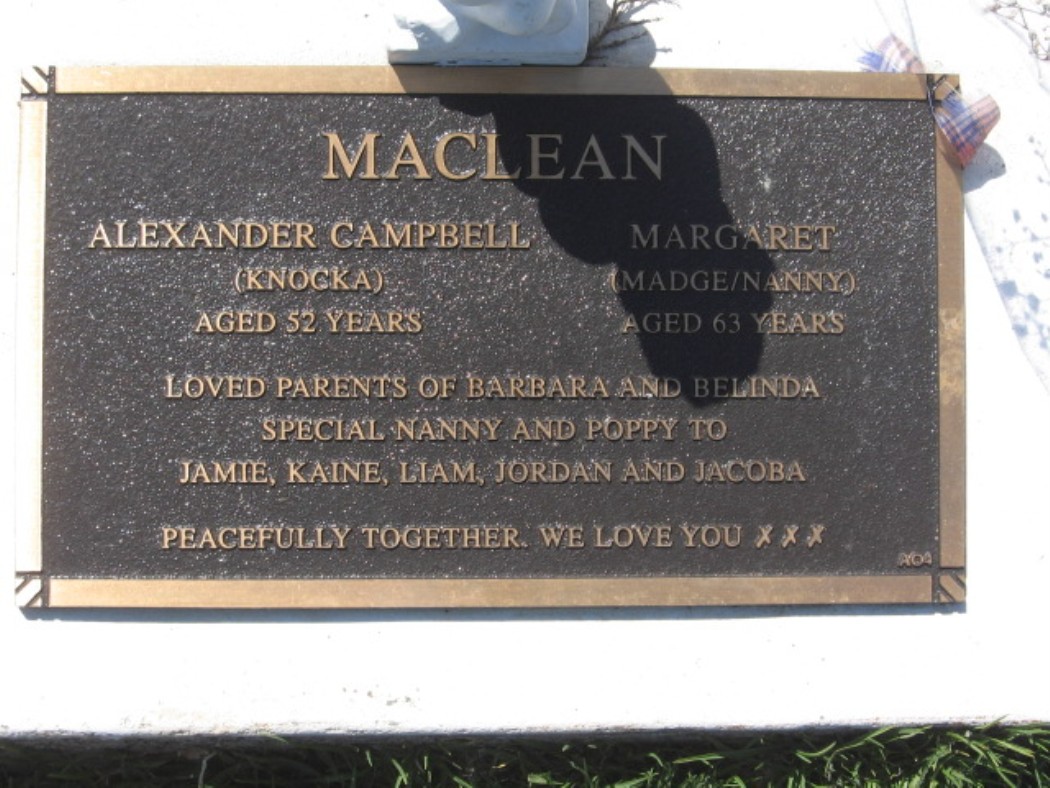 MACLEAN
ALEXANDER CAMPBELL MARGARET
(KNOCKA) (MADGE/NANNY)
AGED 52 YEARS AGED 63 YEARS
LOVED PARENTS OF BARBARA AND BELINDA
SPECIAL NANNY AND POPPY TO
JAMIE, KAINE, LIAM, JORDAN AND JACOBA
PEACEFULLY TOGETHER. WE LOVE YOU ✗✗✗